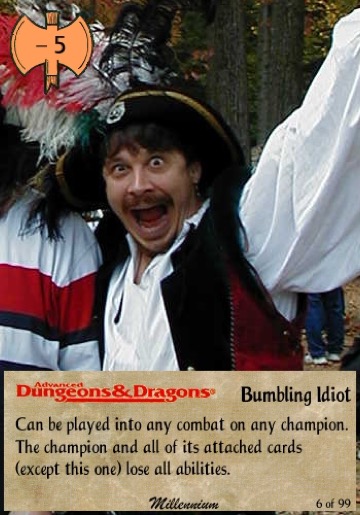 – 5
Advanced
Dungeons&Dragons®
Bumbling Idiot
Can be played into any combat on any champion.
The champion and all of its attached cards
(except this one) lose all abilities.
Millennium
6 of 99